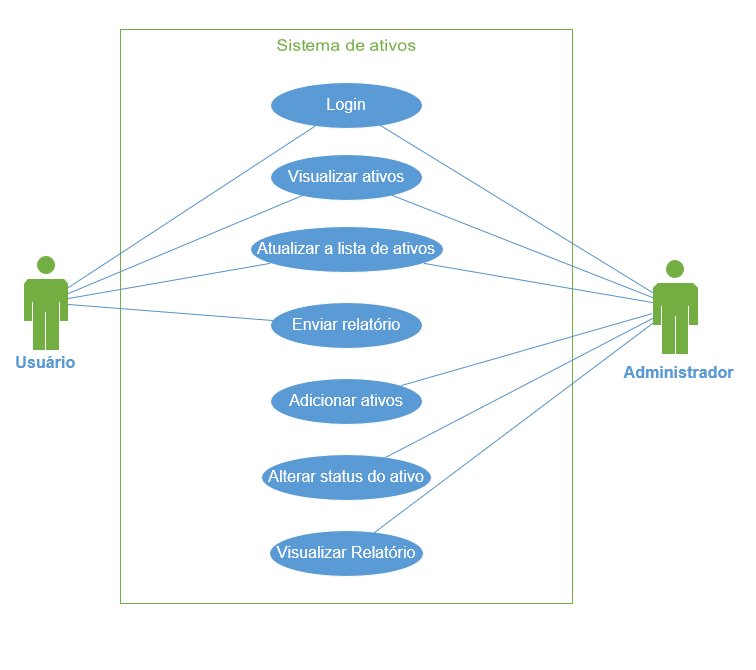 Sistema de ativos
Login
Visualizar ativos
Atualizar a lista de ativos
Enviar relatório
Usuário
Administrador
Adicionar ativos
Alterar status do ativo
Visualizar Relatório